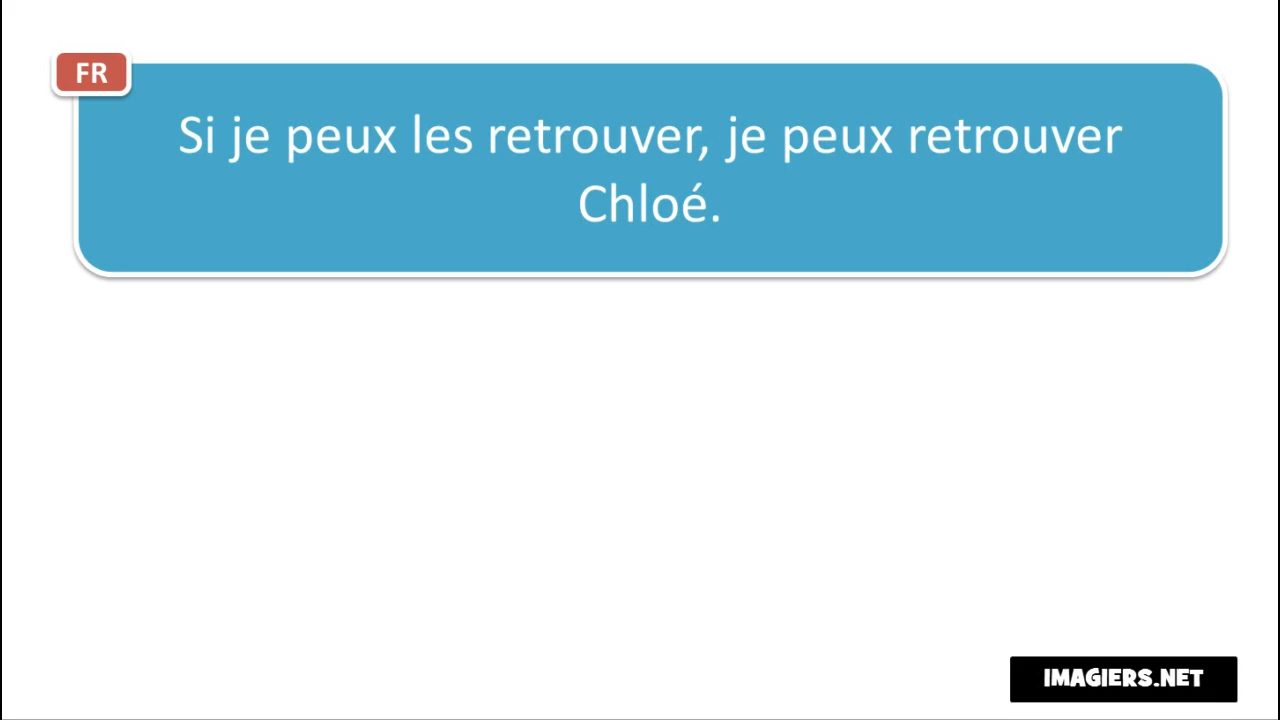 FR
Si je peux les retrouver, je peux retrouver
Chloé.
IMAGIERS.NET